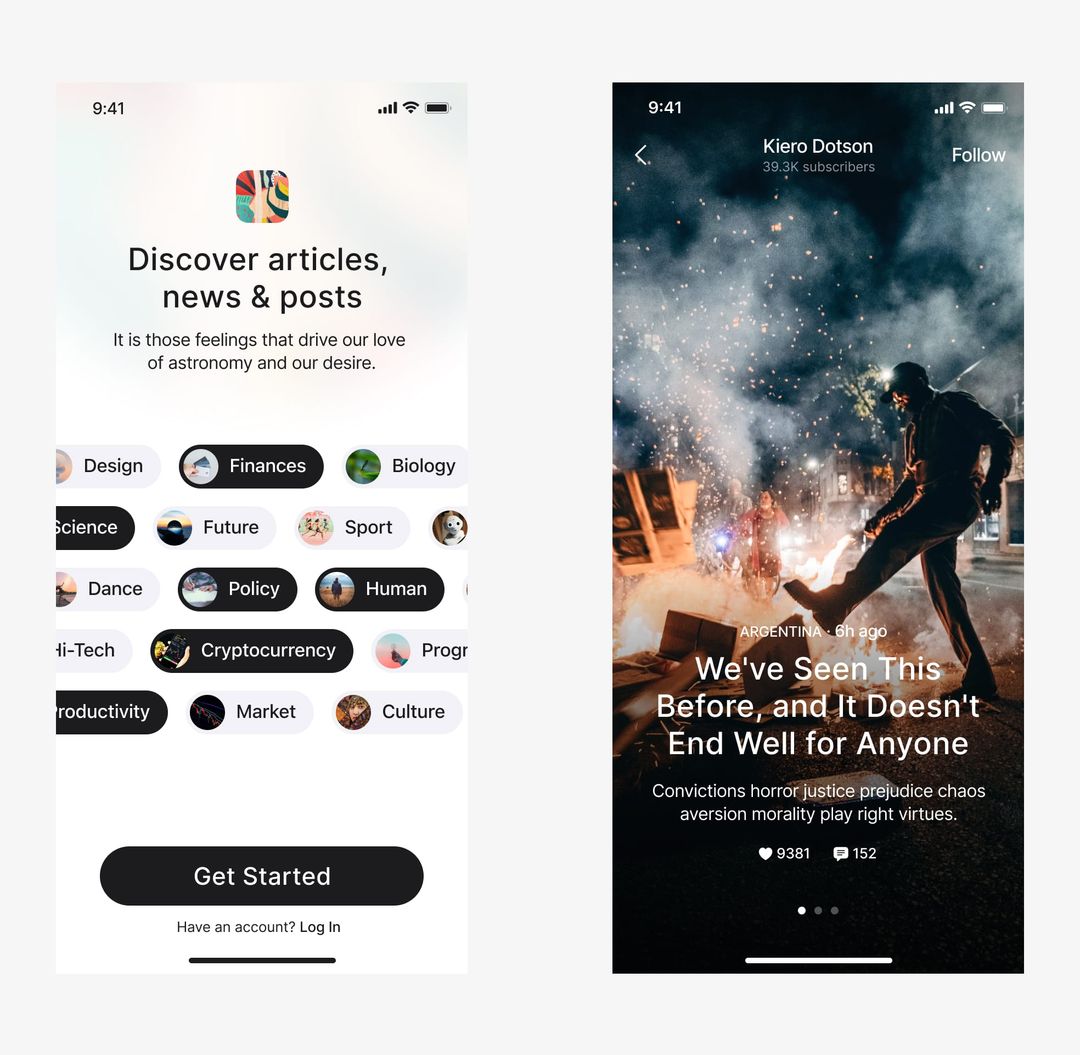 9:41
Discover articles,
news & posts
It is those feelings that drive our love
of astronomy and our desire.
Design Finances Biology
Science Future Sport
Dance Policy Human
Hi-Tech Cryptocurrency Progr
Productivity Market Culture
Get Started
Have an account? Log In
9:41
Kiero Dotson
39.3K subscribers
Follow
ARGENTINA · 6h ago
We've Seen This
Before, and It Doesn't
End Well for Anyone
Convictions horror justice prejudice chaos
aversion morality play right virtues.
9381 152